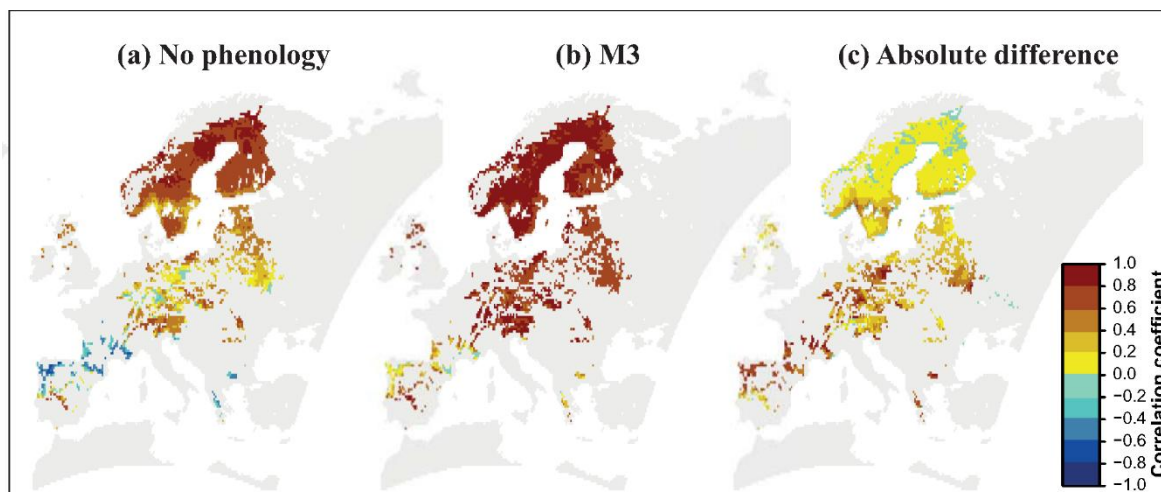 (a) No phenology
(b) M3
(c) Absolute difference
1.0
0.8
0.6
0.4
0.2
0.0
−0.2
−0.4
−0.6
−0.8
−1.0
Correlation coefficient